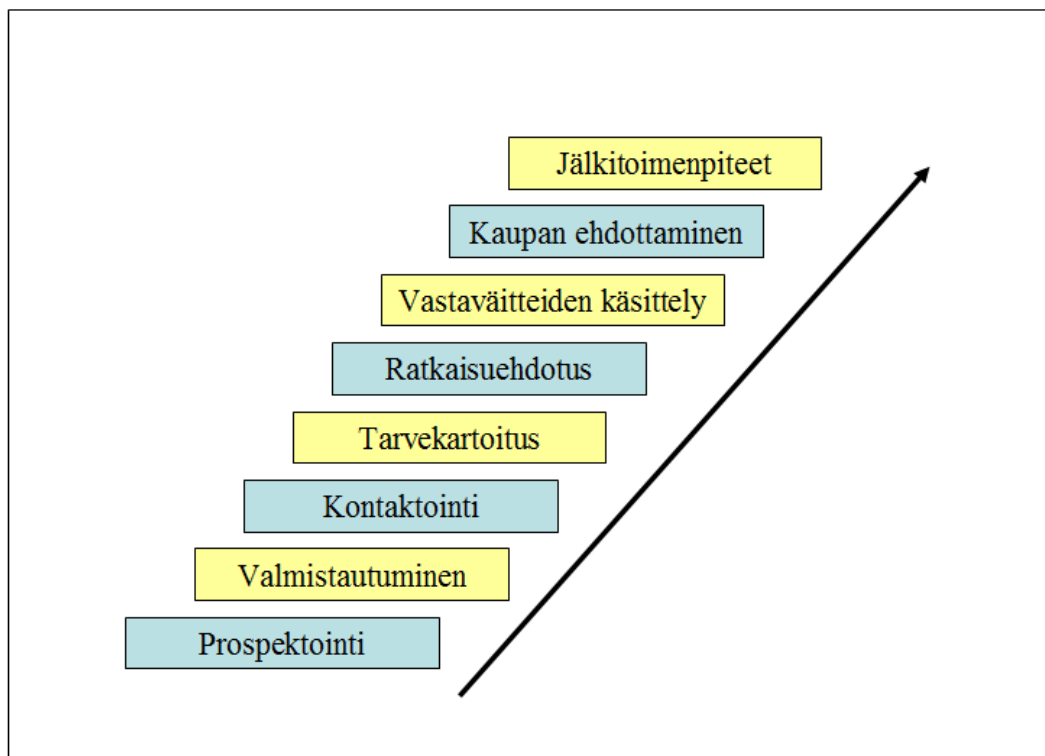 Jälkitoimenpiteet
Kaupan ehdottaminen
Vastaväitteiden käsittely
Ratkaisuehdotus
Tarvekartoitus
Kontaktointi
Valmistautuminen
Prospektointi